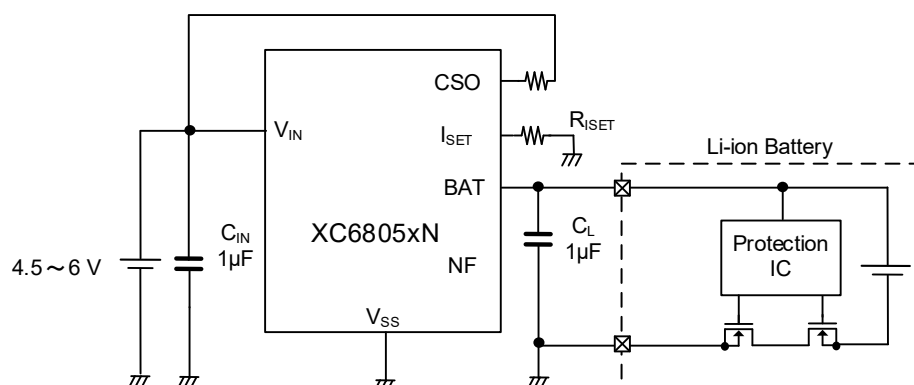 CSO
V_IN
I_SET
R_ISET
Li-ion Battery
BAT
C_IN
1μF
XC6805xN
C_L
1μF
Protection
IC
4.5～6 V
NF
V_SS